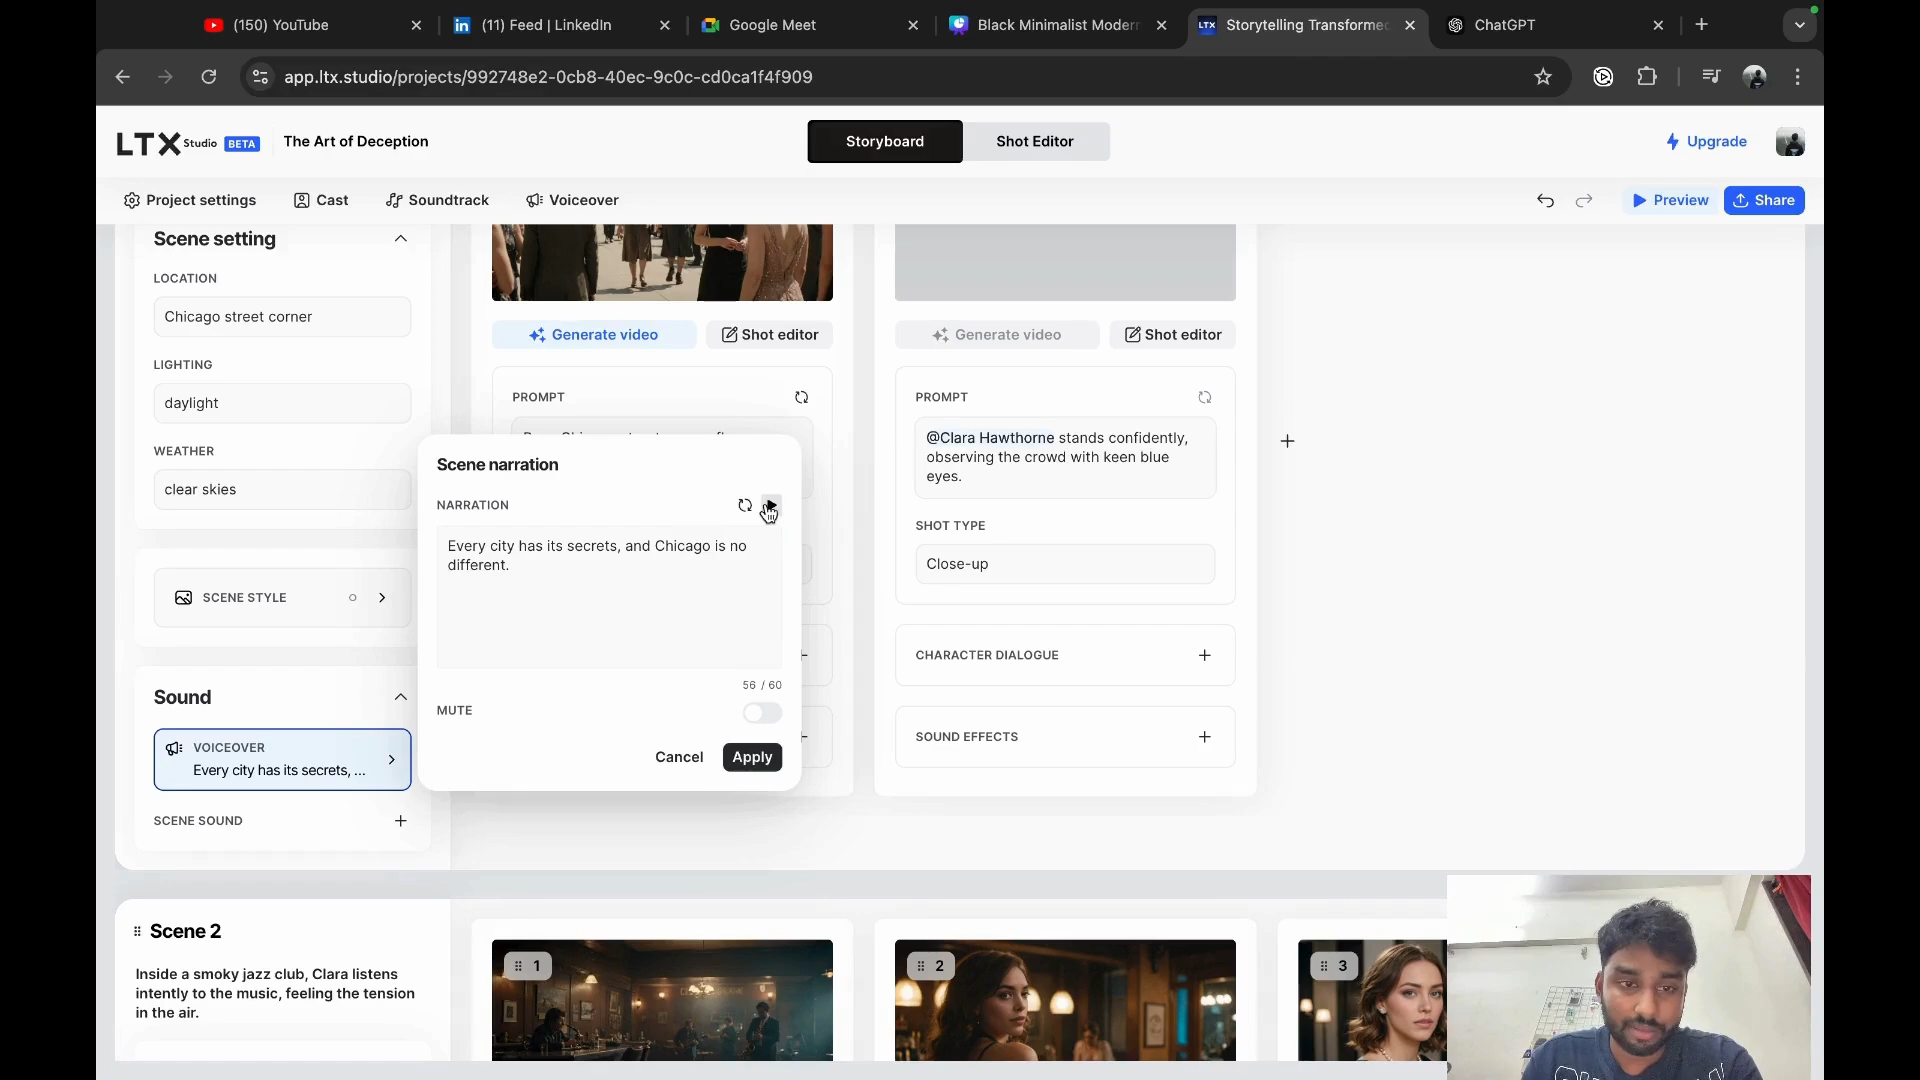 (150) YouTube
(11) Feed | LinkedIn
Google Meet
Black Minimalist Modern
LTX
Storytelling Transformed
ChatGPT
app.ltx.studio/projects/992748e2-0cb8-40ec-9c0c-cd0ca1f4f909
LTX Studio BETA
The Art of Deception
Storyboard
Shot Editor
Upgrade
Project settings
Cast
Soundtrack
Voiceover
Preview
Share
Scene setting
LOCATION
Chicago street corner
LIGHTING
daylight
WEATHER
clear skies
SCENE STYLE
Sound
VOICEOVER
Every city has its secrets, ...
SCENE SOUND
Generate video
Shot editor
PROMPT
Scene narration
NARRATION
Every city has its secrets, and Chicago is no
different.
56 / 60
MUTE
Cancel
Apply
Generate video
Shot editor
PROMPT
@Clara Hawthorne stands confidently,
observing the crowd with keen blue
eyes.
SHOT TYPE
Close-up
CHARACTER DIALOGUE
SOUND EFFECTS
Scene 2
Inside a smoky jazz club, Clara listens
intently to the music, feeling the tension
in the air.
1
2
3